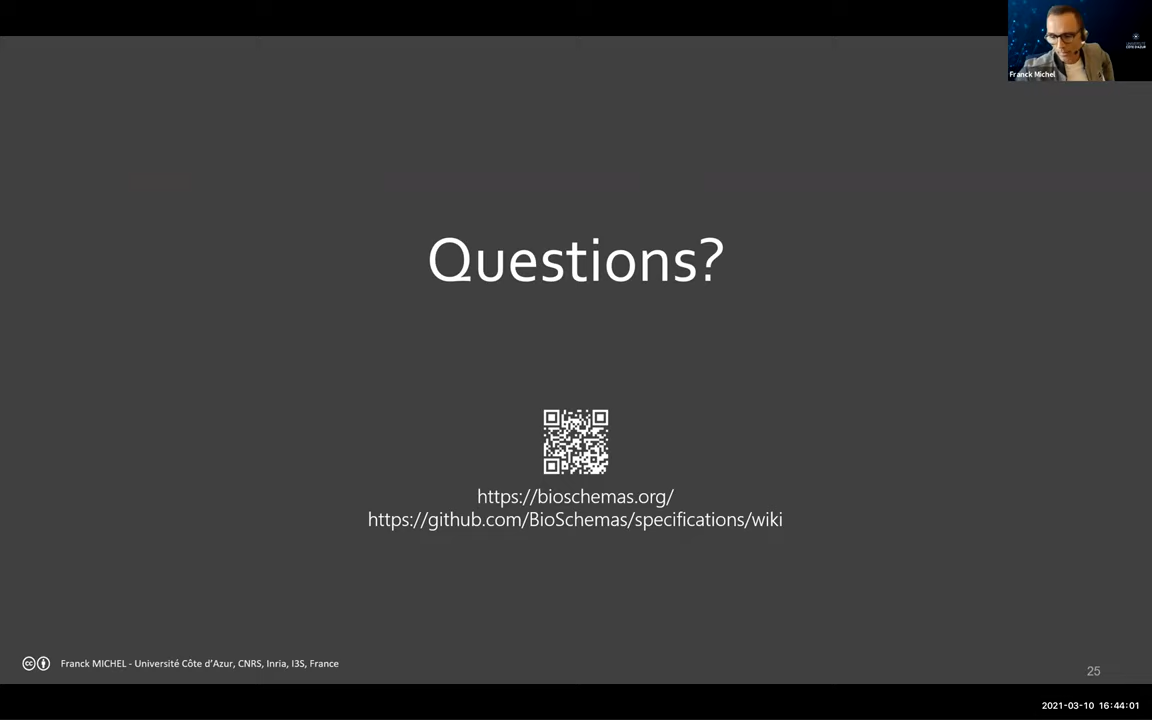 Franck Michel
Questions?
https://bioschemas.org/
https://github.com/BioSchemas/specifications/wiki
Franck MICHEL - Université Côte d'Azur, CNRS, Inria, I3S, France
25
2021-03-10 16:44:01